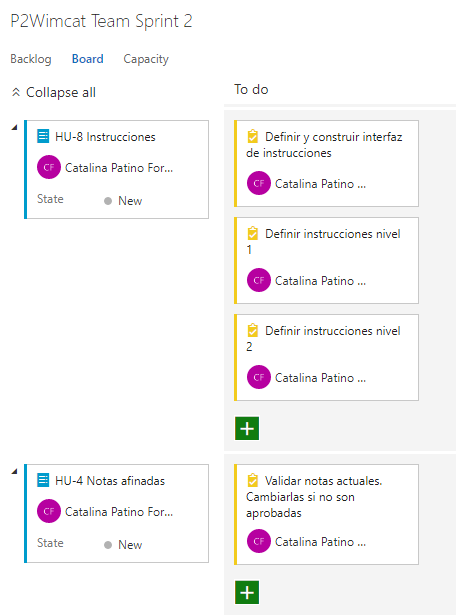 P2Wimcat Team Sprint 2
Backlog Board Capacity
Collapse all
To do
HU-8 Instrucciones
CF Catalina Patino For...
State New
Definir y construir interfaz
de instrucciones
CF Catalina Patino ...
Definir instrucciones nivel
1
CF Catalina Patino ...
Definir instrucciones nivel
2
CF Catalina Patino ...
HU-4 Notas afinadas
CF Catalina Patino For...
State New
Validar notas actuales.
Cambiarlas si no son
aprobadas
CF Catalina Patino ...